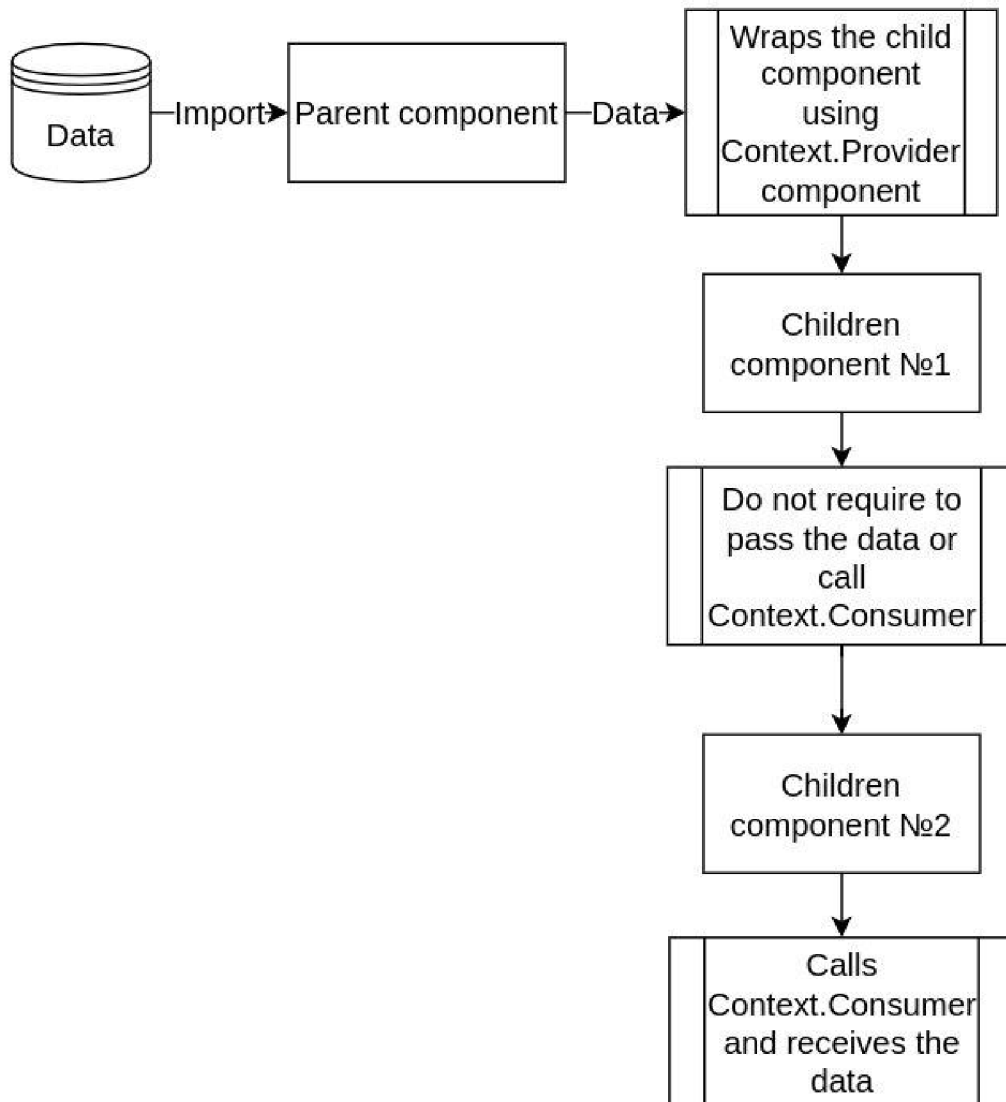 Data
Import
Parent component
Data
Wraps the child
component
using
Context.Provider
component
Children
component №1
Do not require to
pass the data or
call
Context.Consumer
Children
component №2
Calls
Context.Consumer
and receives the
data